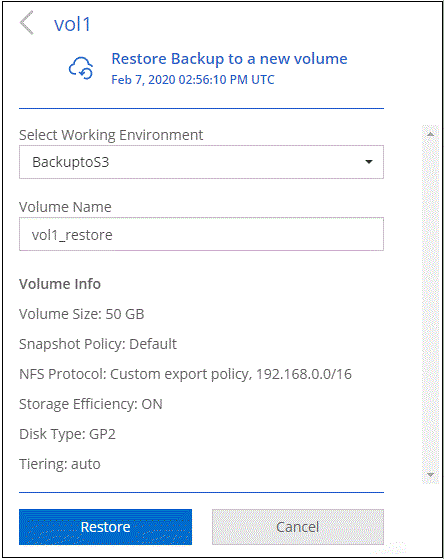 vol1
Restore Backup to a new volume
Feb 7, 2020 02:56:10 PM UTC
Select Working Environment
BackuptoS3
Volume Name
vol1_restore
Volume Info
Volume Size: 50 GB
Snapshot Policy: Default
NFS Protocol: Custom export policy, 192.168.0.0/16
Storage Efficiency: ON
Disk Type: GP2
Tiering: auto
Restore
Cancel